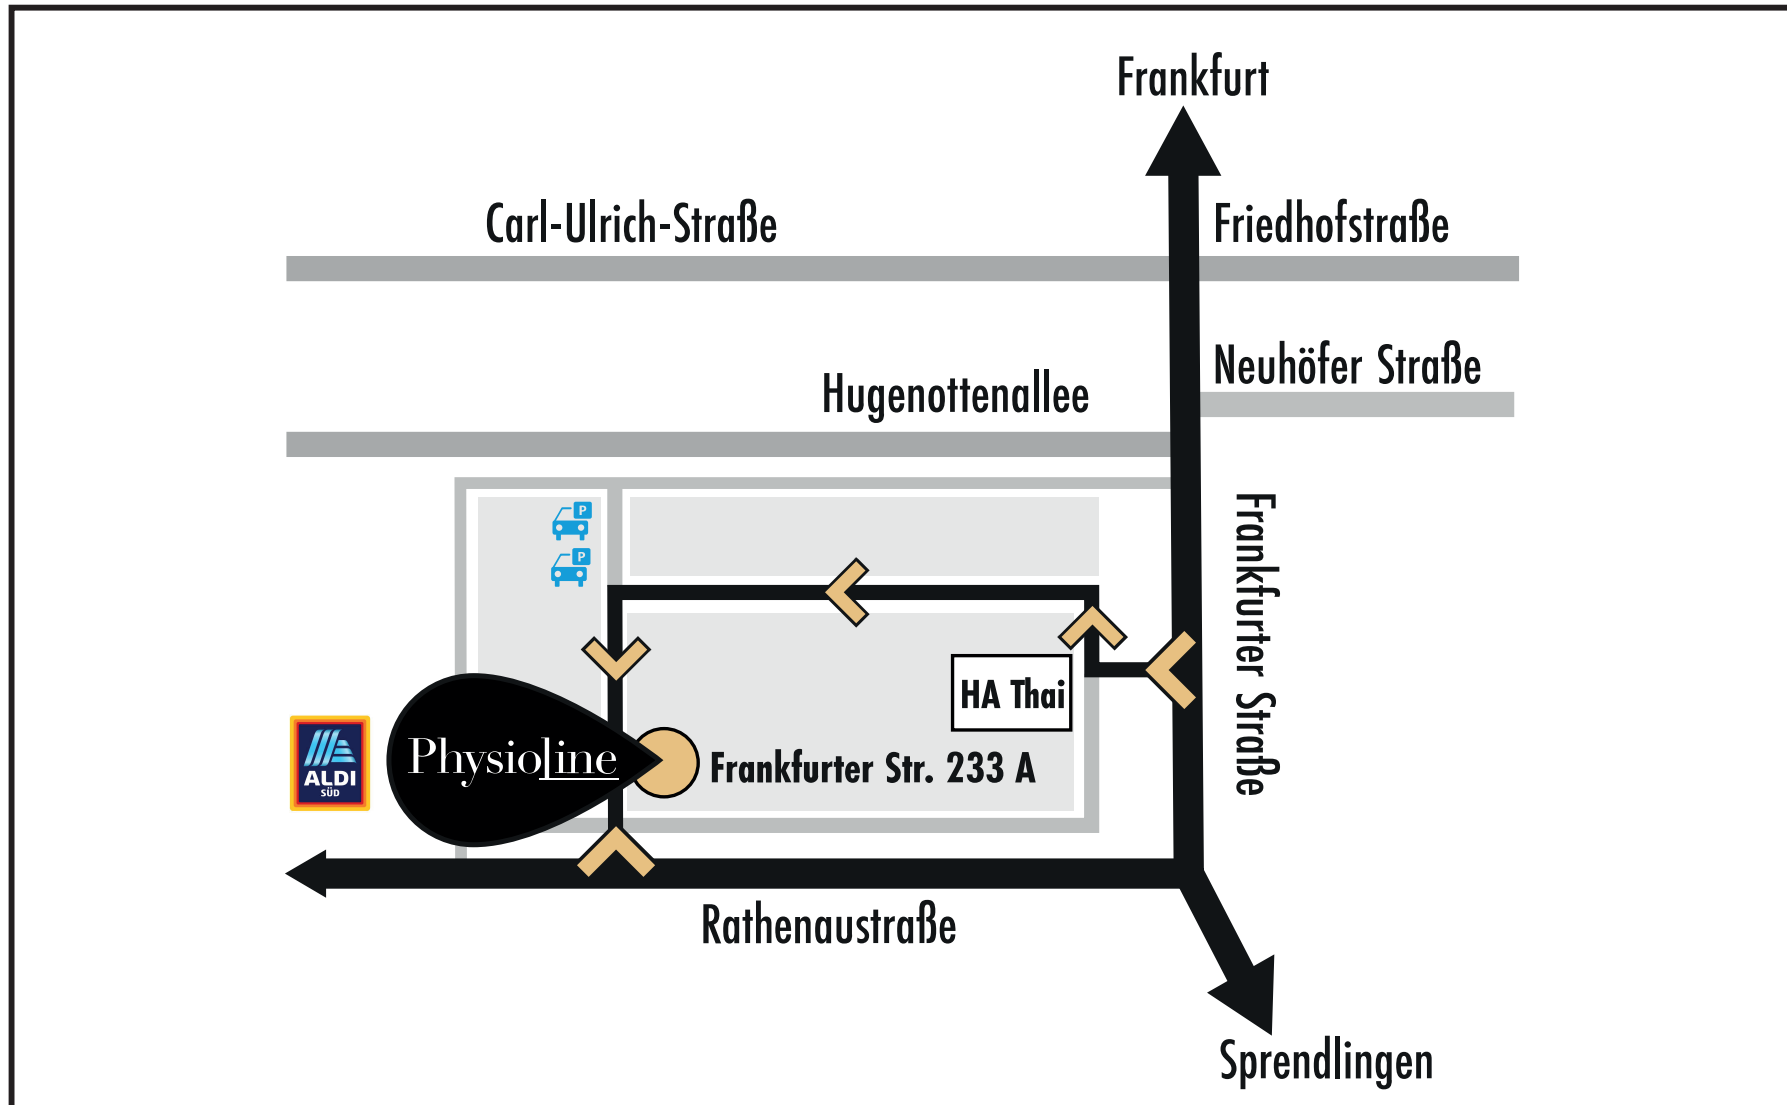 Frankfurt
Carl-Ulrich-Straße
Friedhofstraße
Neuhöfer Straße
Hugenottenallee
P
P
Frankfurter Straße
HA Thai
Physioline
ALDI
SÜD
Frankfurter Str. 233 A
Rathenaustraße
Sprendlingen